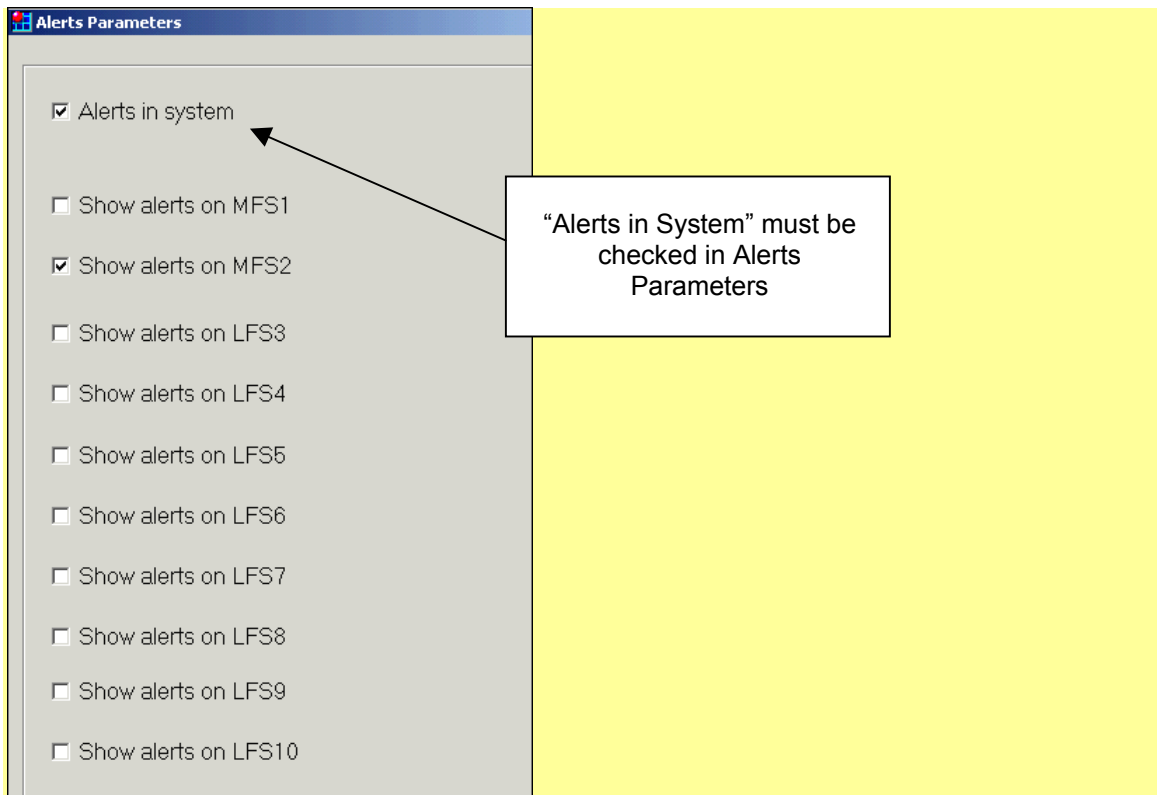 Alerts Parameters
Alerts in system
Show alerts on MFS1
“Alerts in System” must be
checked in Alerts
Parameters
Show alerts on MFS2
Show alerts on LFS3
Show alerts on LFS4
Show alerts on LFS5
Show alerts on LFS6
Show alerts on LFS7
Show alerts on LFS8
Show alerts on LFS9
Show alerts on LFS10